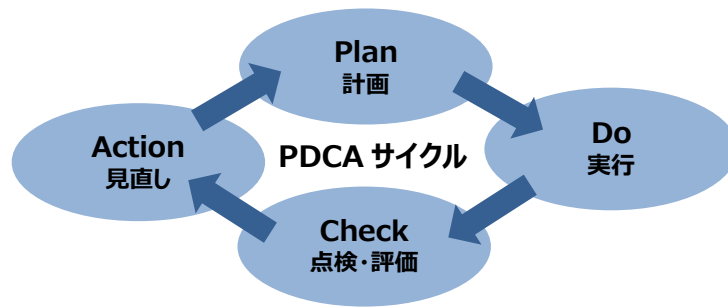 Plan
計画
Action
見直し
PDCA サイクル
Do
実行
Check
点検・評価